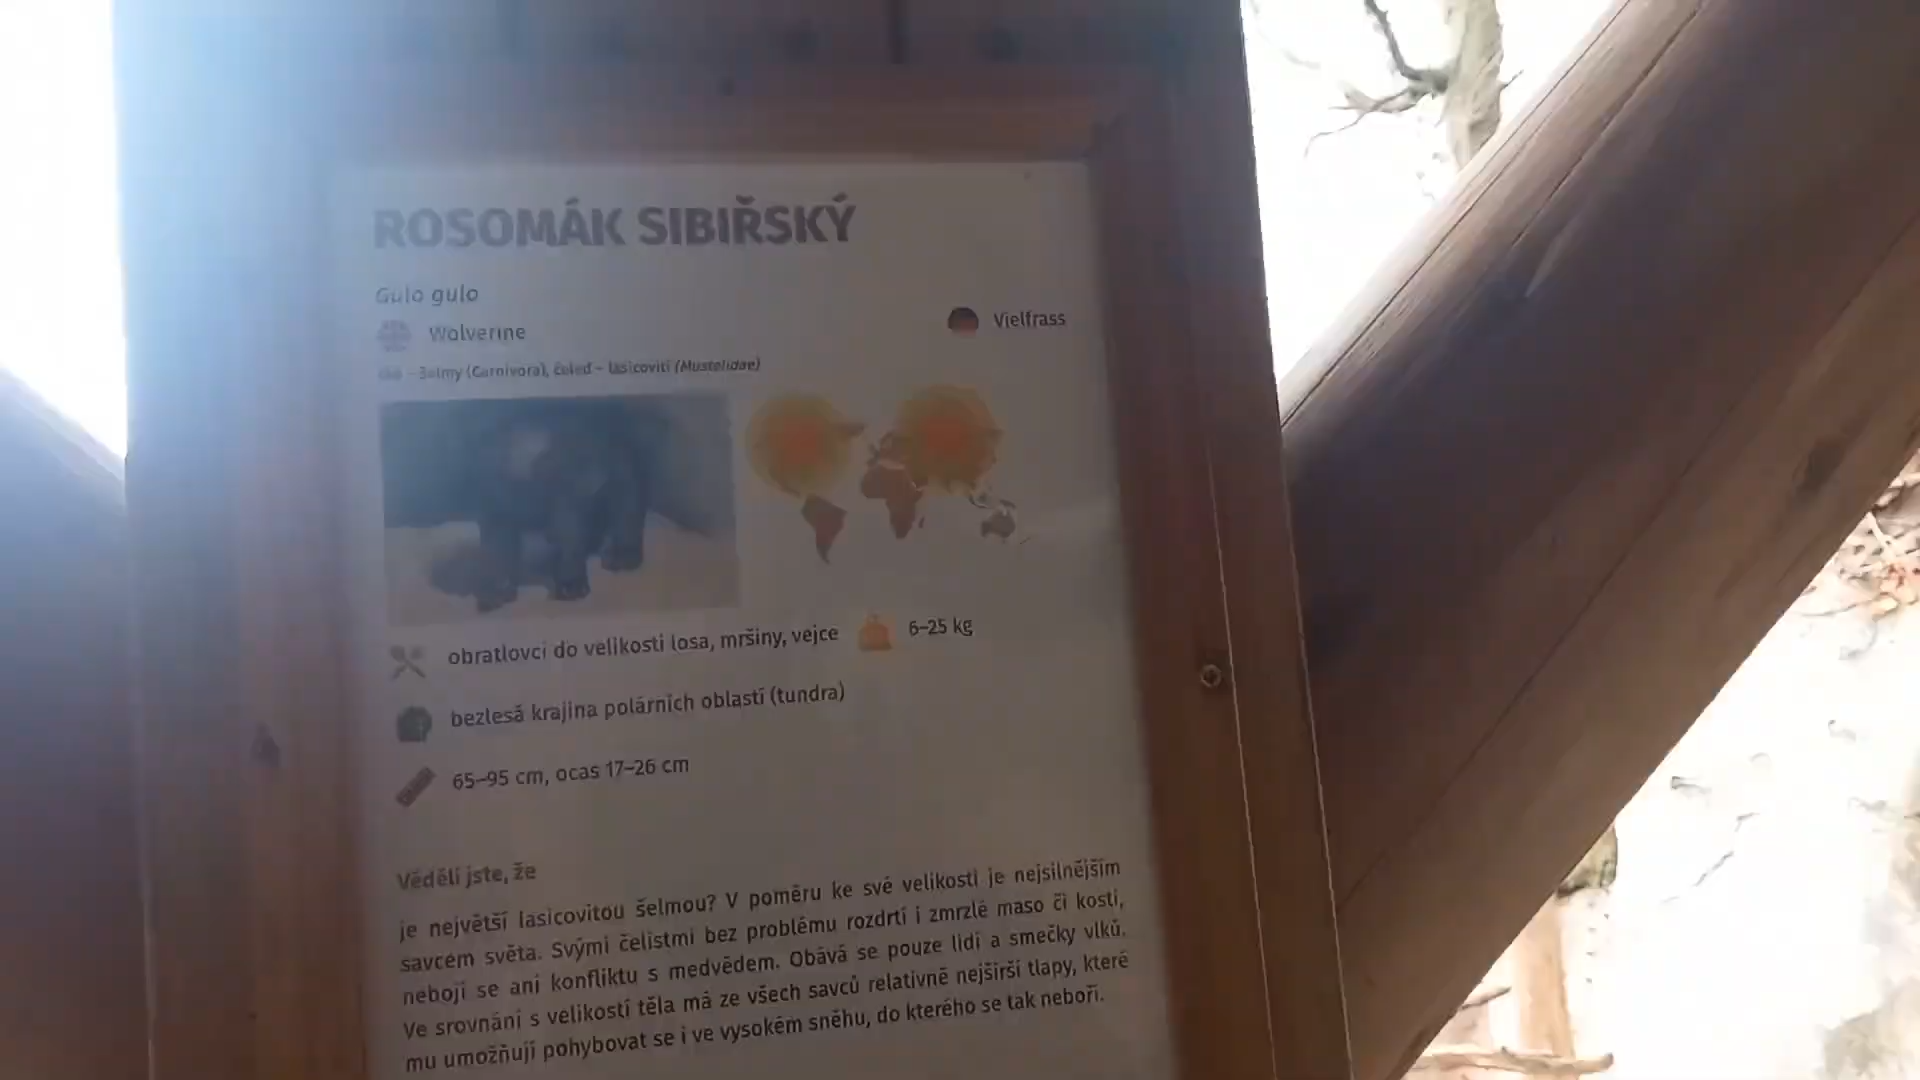 ROSOMÁK SIBIŘSKÝ
Gulo gulo
Wolverine
Vielfrass
– šelmy (Carnivora), čeleď – lasicovití (Mustelidae)
obratlovci do velikosti losa, mršiny, vejce
6–25 kg
bezlesá krajina polárních oblastí (tundra)
65–95 cm, ocas 17–26 cm
Věděli jste, že
je největší lasicovitou šelmou? V poměru ke své velikosti je nejsilnějším
savcem světa. Svými čelistmi bez problému rozdrtí i zmrzlé maso či kosti,
nebojí se ani konfliktu s medvědem. Obává se pouze lidí a smečky vlků.
Ve srovnání s velikostí těla má ze všech savců relativně nejširší tlapy, které
mu umožňují pohybovat se i ve vysokém sněhu, do kterého se tak neboří.